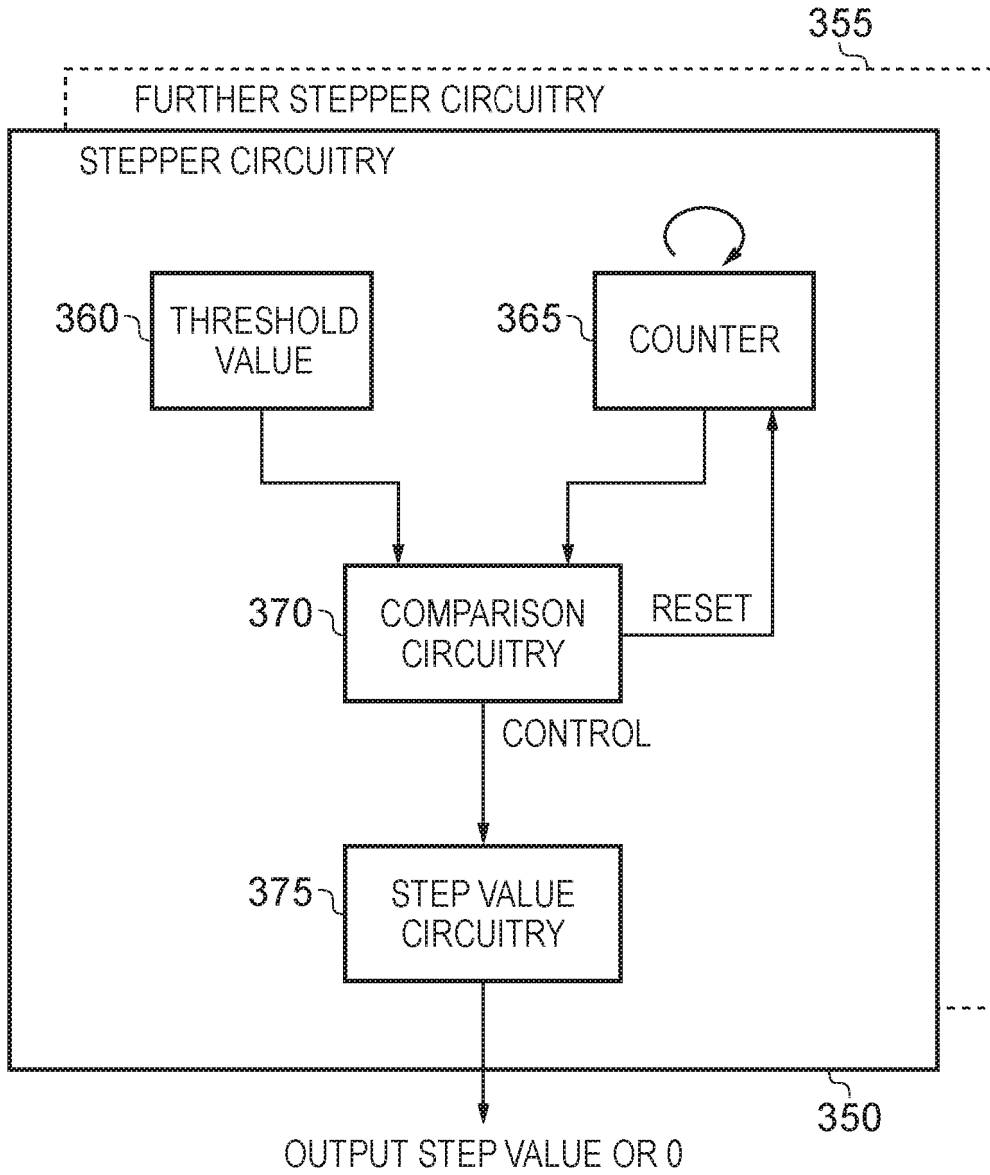 355
FURTHER STEPPER CIRCUITRY
STEPPER CIRCUITRY
360
THRESHOLD
VALUE
365
COUNTER
370
COMPARISON
CIRCUITRY
RESET
CONTROL
375
STEP VALUE
CIRCUITRY
350
OUTPUT STEP VALUE OR 0